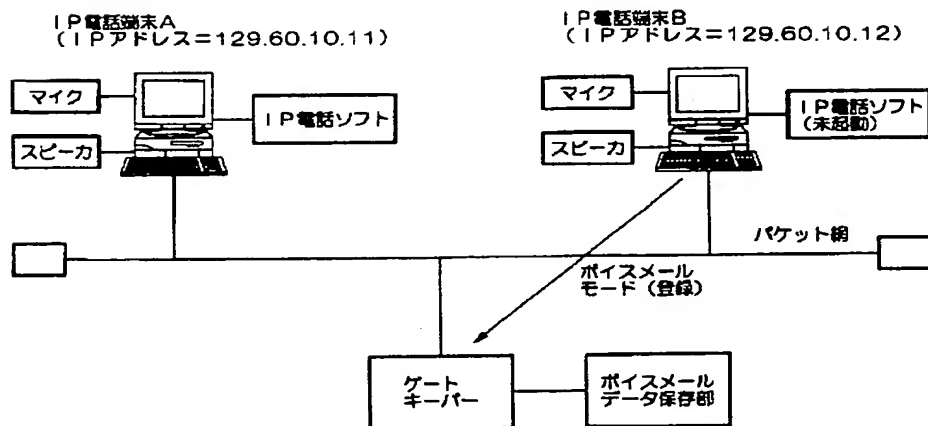 IP電話端末A
(IPアドレス=129.60.10.11)
IP電話端末B
(IPアドレス=129.60.10.12)
マイク
IP電話ソフト
スピーカ
マイク
IP電話ソフト
(未起動)
スピーカ
パケット網
ボイスメール
モード(登録)
ゲート
キーパー
ボイスメール
データ保存部